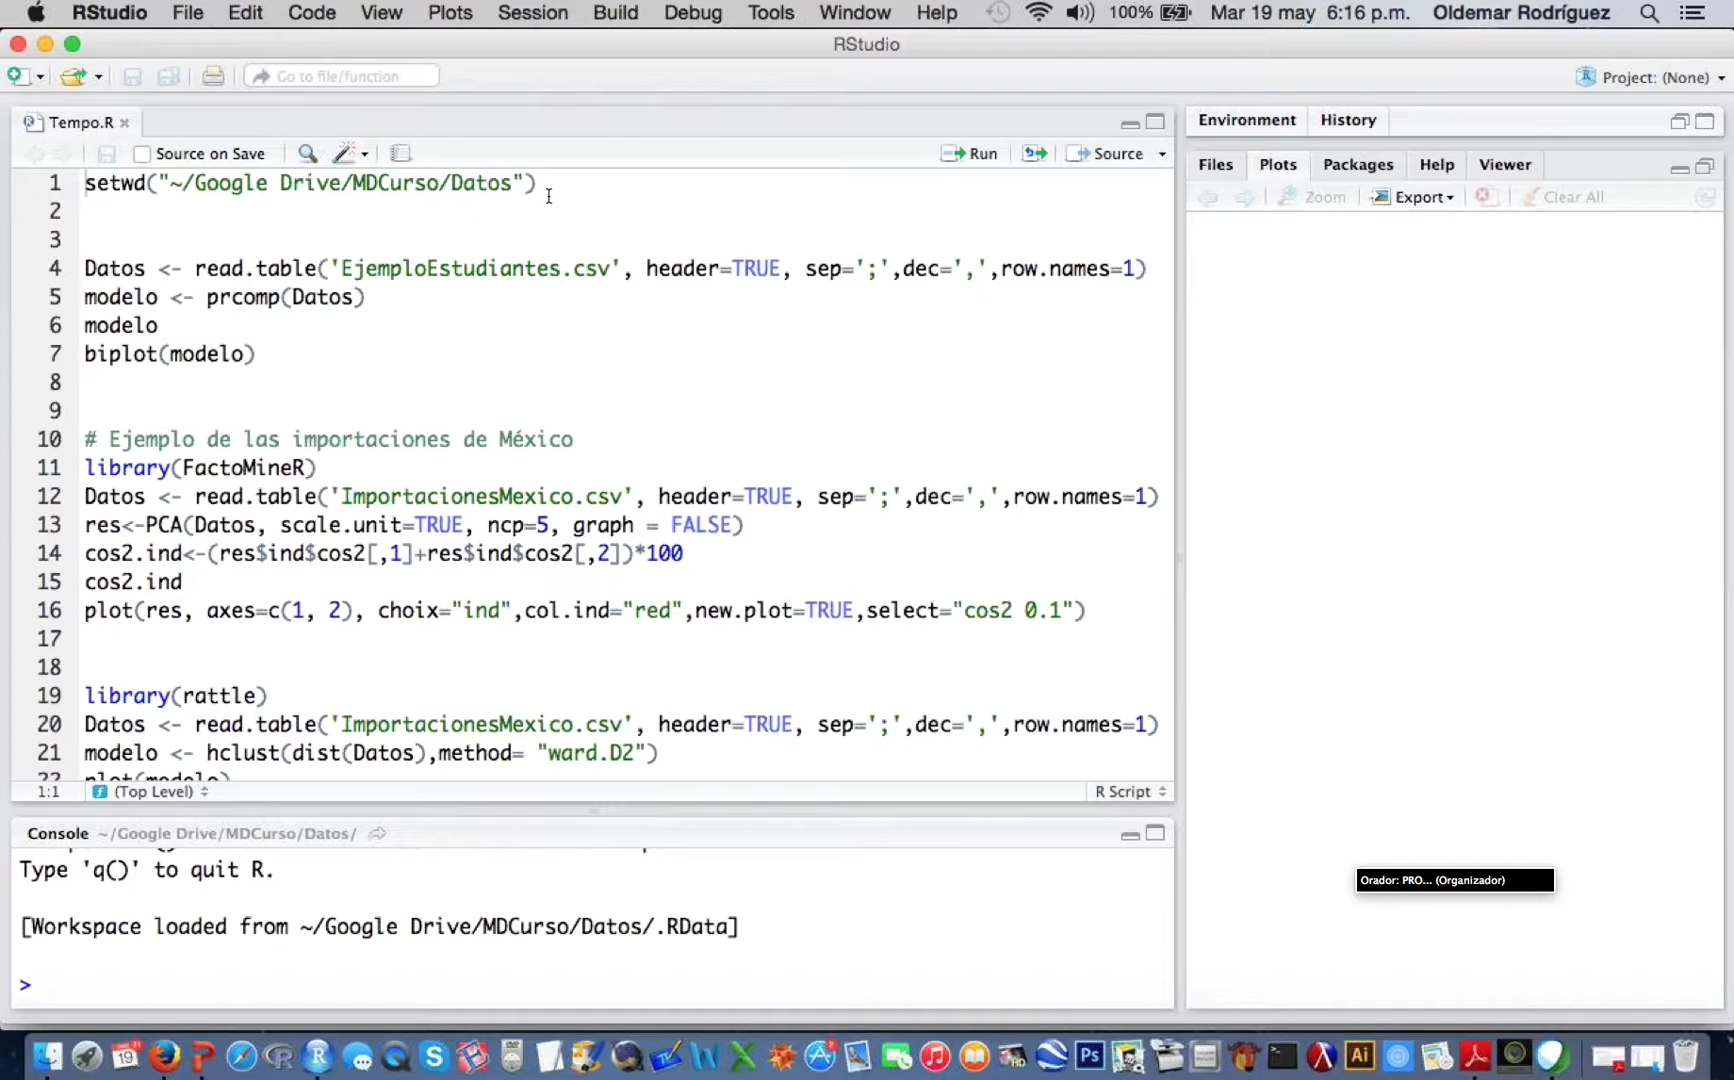 RStudio File Edit Code View Plots Session Build Debug Tools Window Help 100% Mar 19 may 6:16 p.m. Oldemar Rodríguez
RStudio
Go to file/function Project: (None)
Tempo.R
Source on Save Run Source
1 setwd("~/Google Drive/MDCurso/Datos")
2
3
4 Datos <- read.table('EjemploEstudiantes.csv', header=TRUE, sep=';',dec=',',row.names=1)
5 modelo <- prcomp(Datos)
6 modelo
7 biplot(modelo)
8
9
10 # Ejemplo de las importaciones de México
11 library(FactoMineR)
12 Datos <- read.table('ImportacionesMexico.csv', header=TRUE, sep=';',dec=',',row.names=1)
13 res<-PCA(Datos, scale.unit=TRUE, ncp=5, graph = FALSE)
14 cos2.ind<-(res$ind$cos2[,1]+res$ind$cos2[,2])*100
15 cos2.ind
16 plot(res, axes=c(1, 2), choix="ind",col.ind="red",new.plot=TRUE,select="cos2 0.1")
17
18
19 library(rattle)
20 Datos <- read.table('ImportacionesMexico.csv', header=TRUE, sep=';',dec=',',row.names=1)
21 modelo <- hclust(dist(Datos),method= "ward.D2")
22 plot(modelo)
1:1 (Top Level) R Script
Console ~/Google Drive/MDCurso/Datos/
Type 'q()' to quit R.
[Workspace loaded from ~/Google Drive/MDCurso/Datos/.RData]
>
Environment History
Files Plots Packages Help Viewer
Zoom Export Clear All
Orador: PRO... (Organizador)
19
Ps
Ai